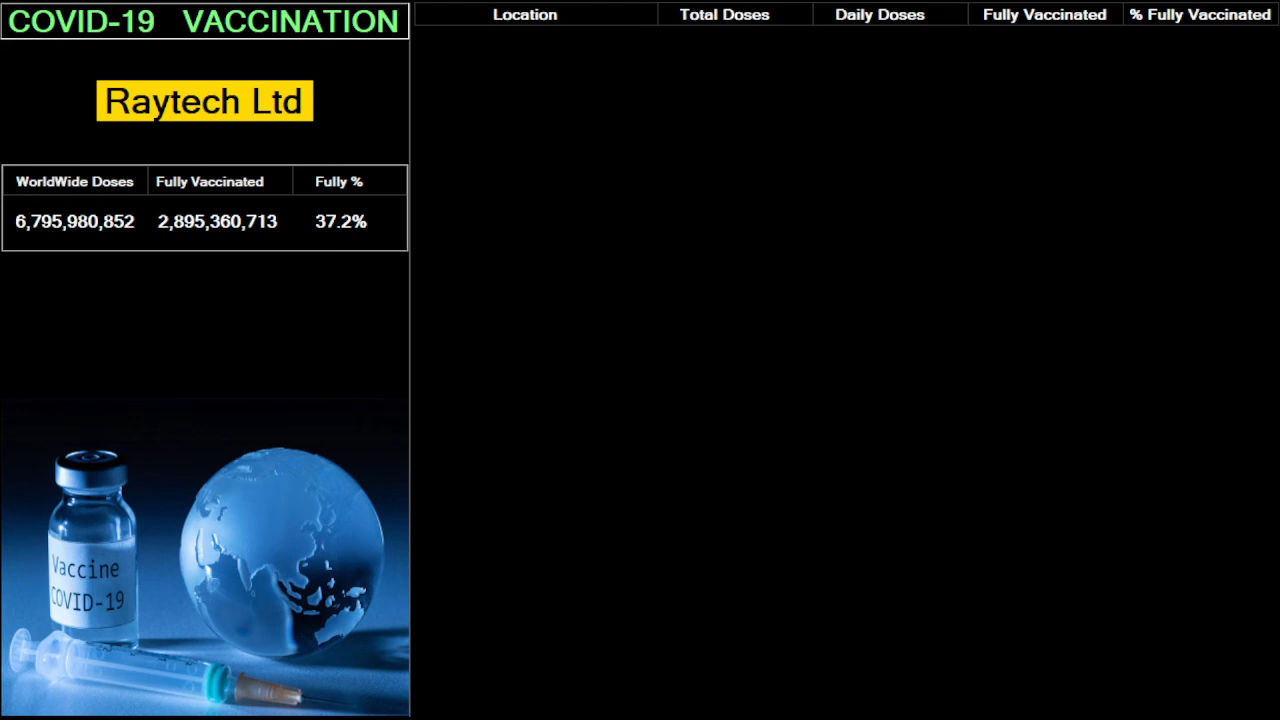 COVID-19 VACCINATION
Raytech Ltd
WorldWide Doses Fully Vaccinated Fully %
6,795,980,852 2,895,360,713 37.2%
Vaccine
COVID-19
Location Total Doses Daily Doses Fully Vaccinated % Fully Vaccinated